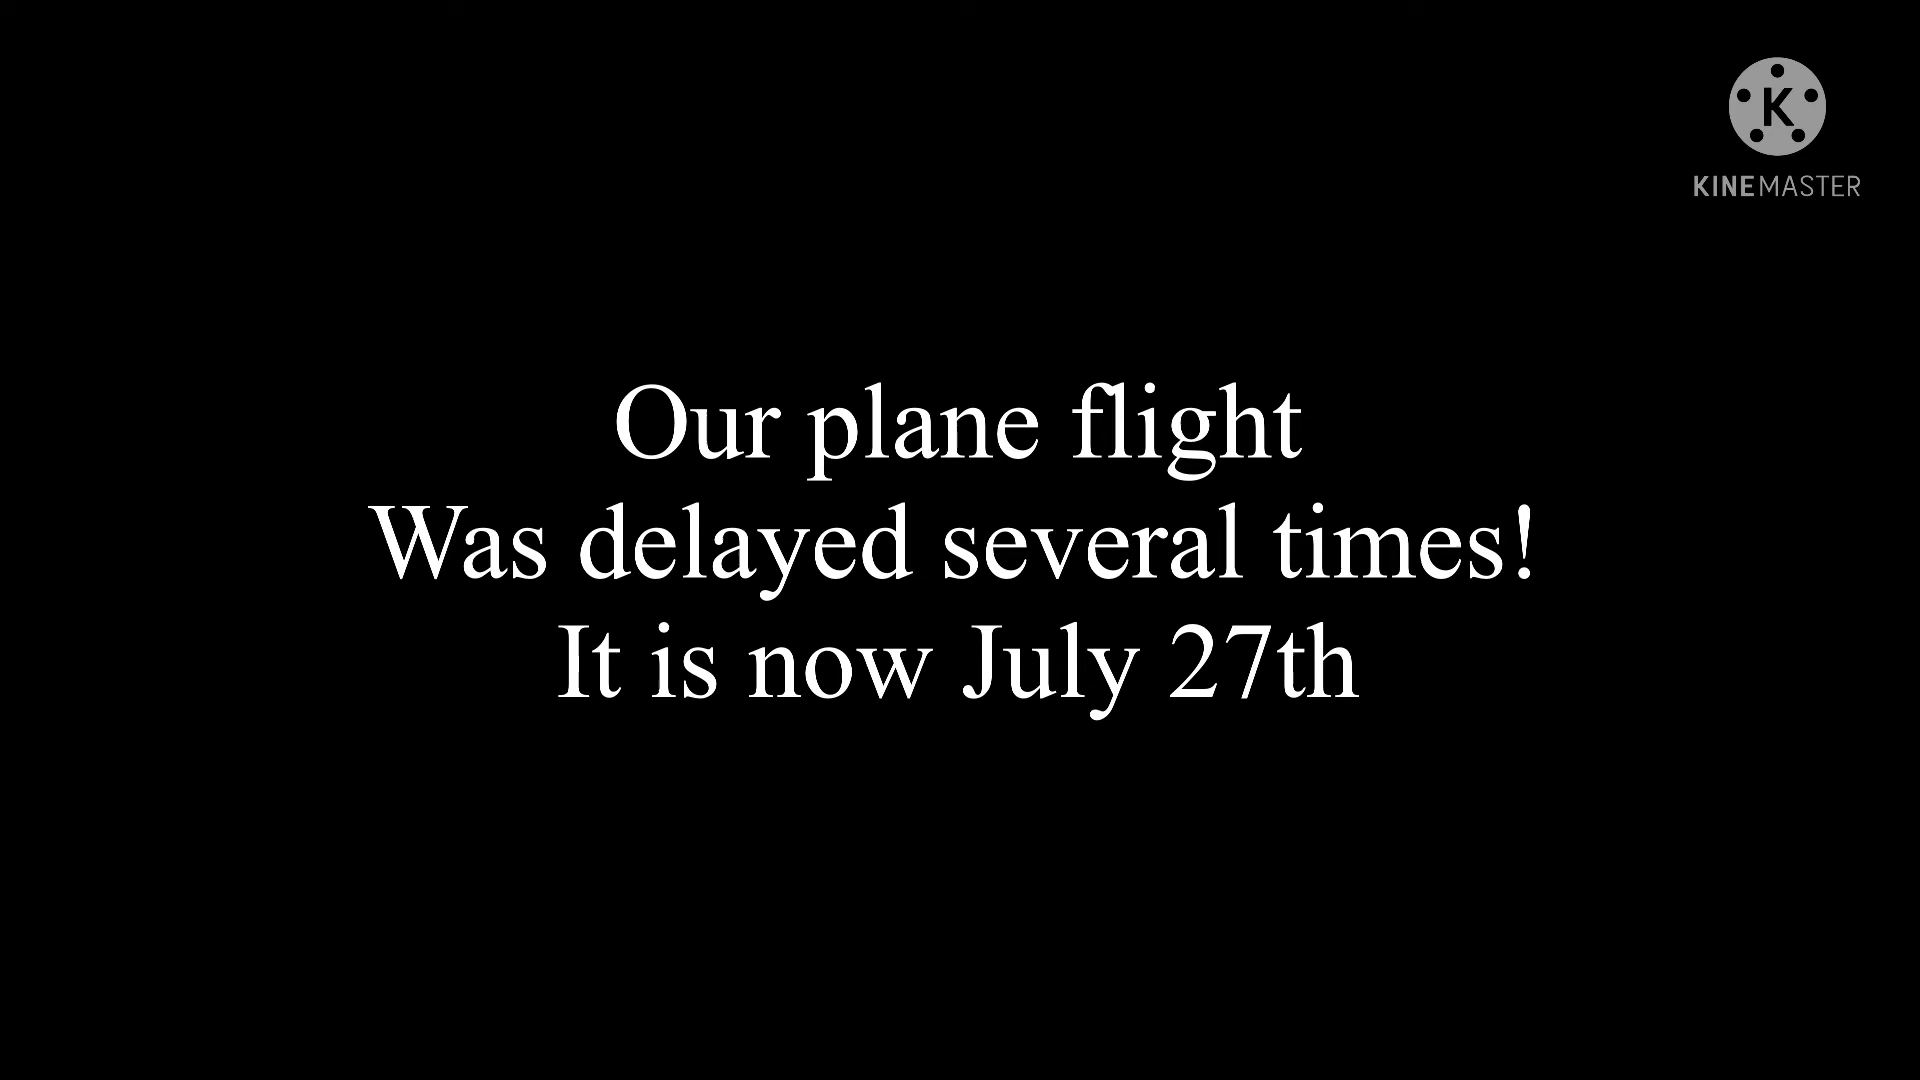 K
KINEMASTER
Our plane flight
Was delayed several times!
It is now July 27th